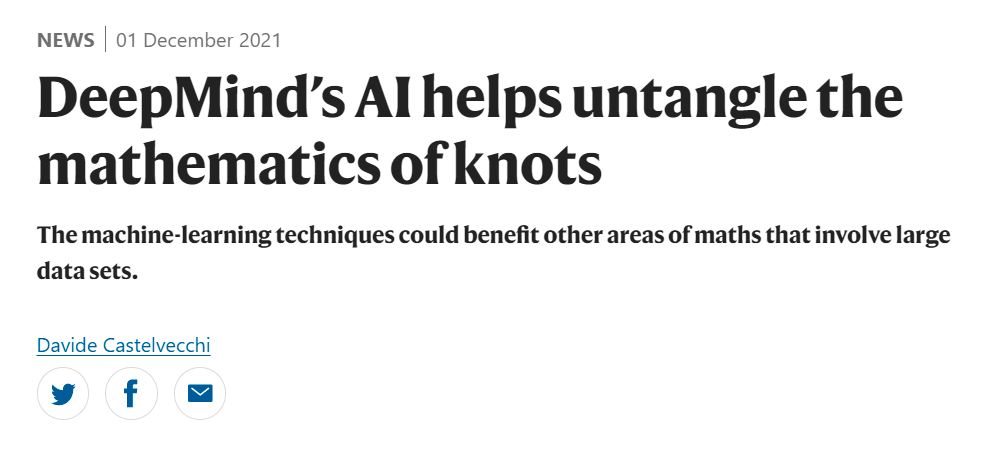 NEWS | 01 December 2021
DeepMind’s AI helps untangle the
mathematics of knots
The machine-learning techniques could benefit other areas of maths that involve large
data sets.
Davide Castelvecchi